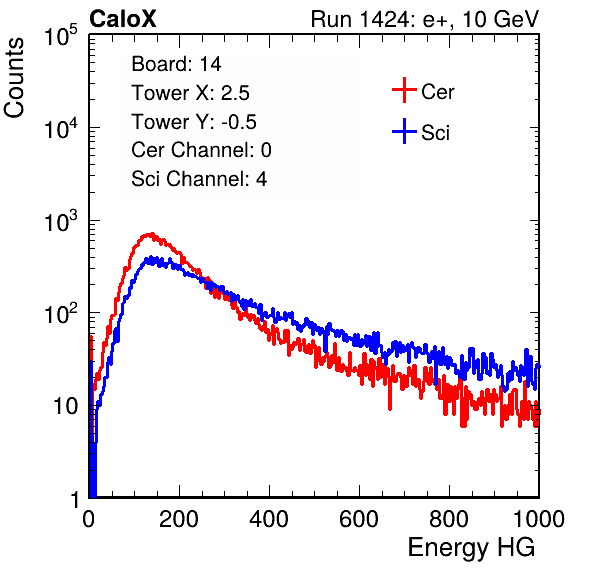 CaloX Run 1424: e+, 10 GeV
Counts
10^5
10^4
10^3
10^2
10
1
Board: 14
Tower X: 2.5
Tower Y: -0.5
Cer Channel: 0
Sci Channel: 4
Cer
Sci
0 200 400 600 800 1000
Energy HG